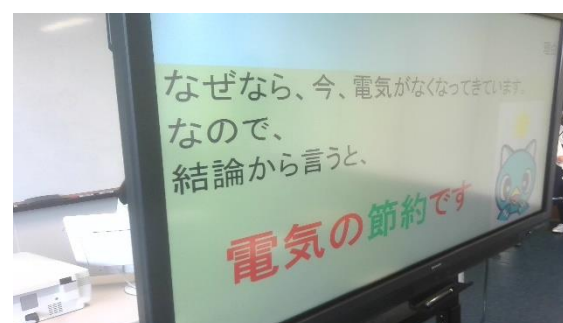 なぜなら、今、電気がなくなってきています。
なので、
結論から言うと、
電気の節約です